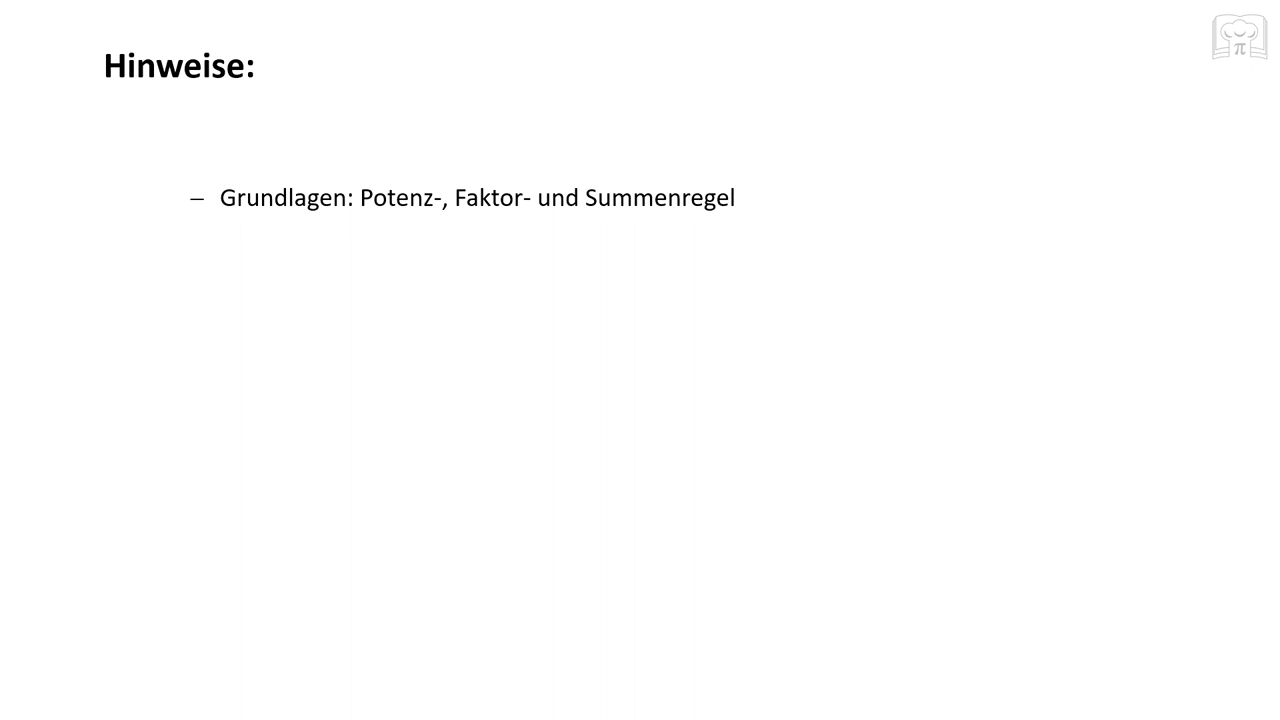 Hinweise:
– Grundlagen: Potenz-, Faktor- und Summenregel
π